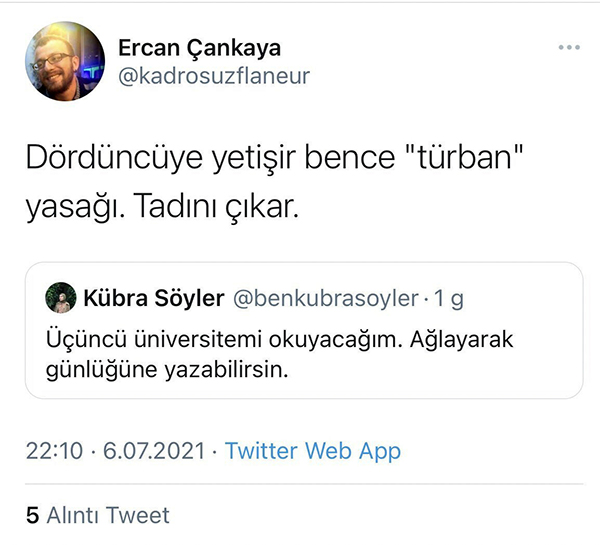 Ercan Çankaya
@kadrosuzflaneur
Dördüncüye yetişir bence "türban"
yasağı. Tadını çıkar.
Kübra Söyler @benkubrasoyler · 1 g
Üçüncü üniversitemi okuyacağım. Ağlayarak
günlüğüne yazabilirsin.
22:10 · 6.07.2021 · Twitter Web App
5 Alıntı Tweet